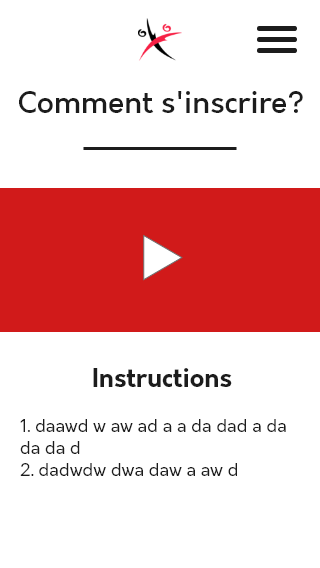 Comment s'inscrire?
Instructions
1. daawd w aw ad a a da dad a da
da da d
2. dadwdw dwa daw a aw d